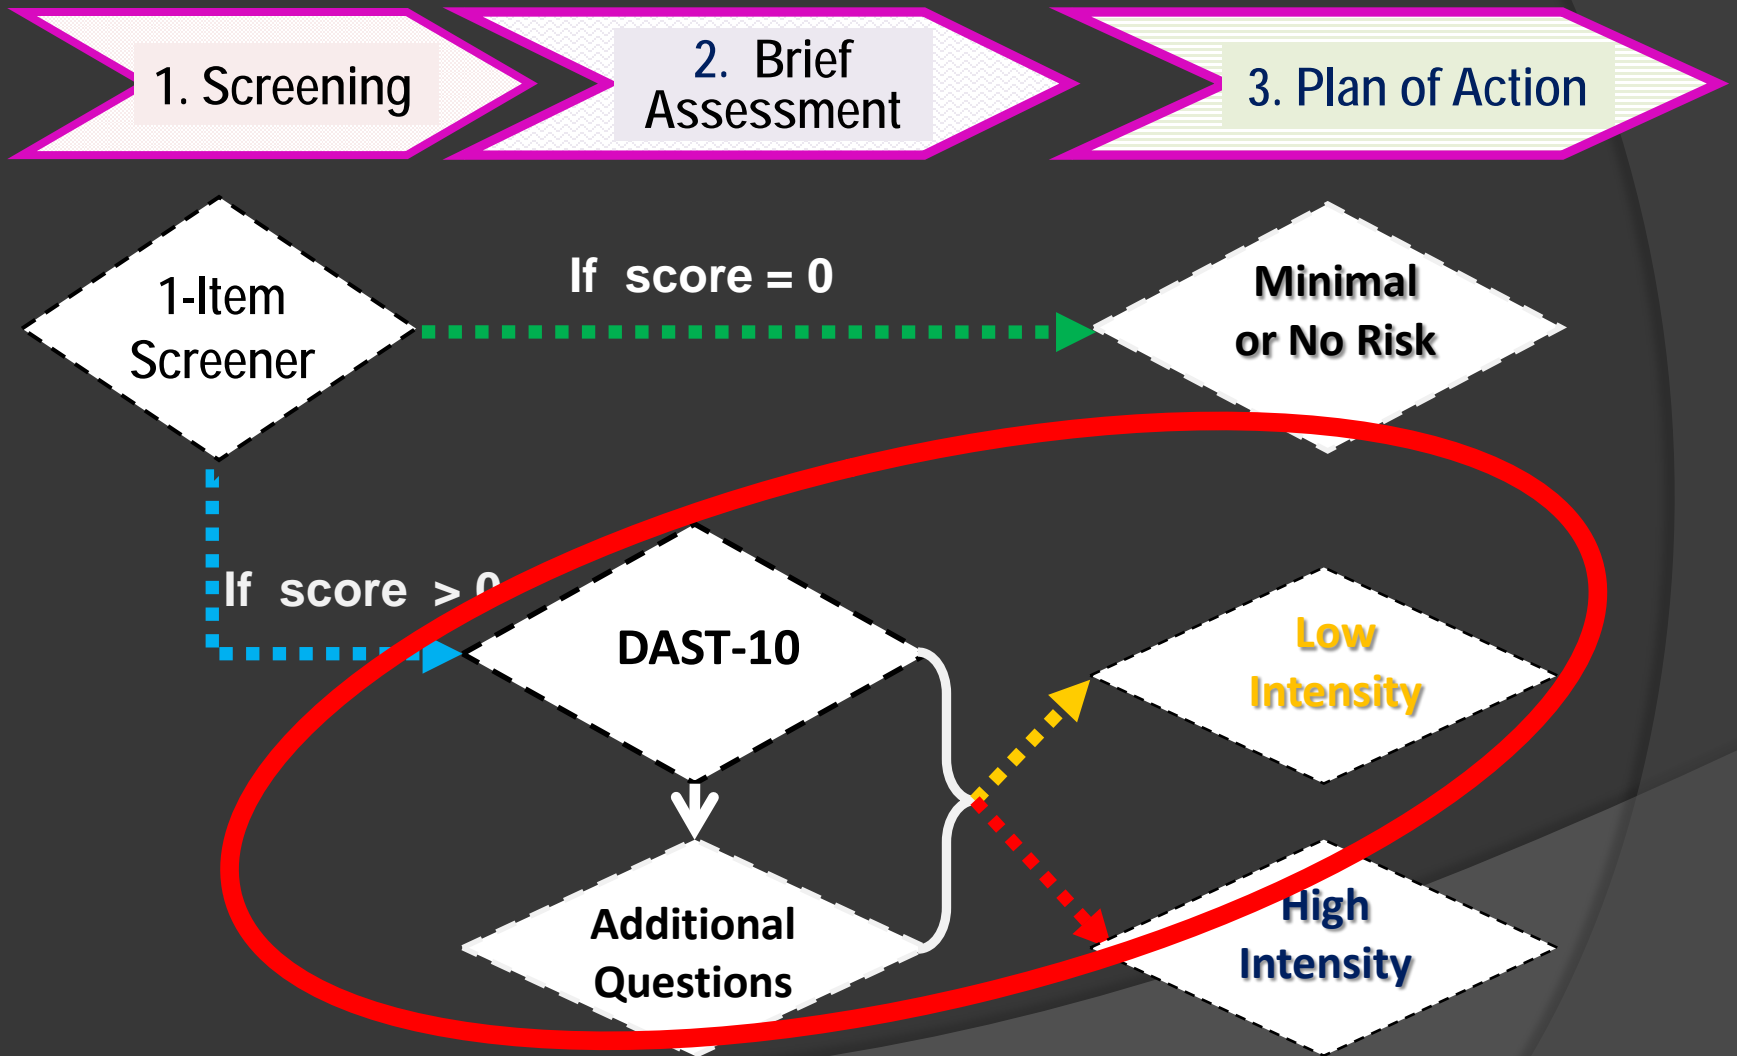 1. Screening
2. Brief
Assessment
3. Plan of Action
1-Item
Screener
If score = 0
Minimal
or No Risk
If score > 0
DAST-10
Low
Intensity
Additional
Questions
High
Intensity